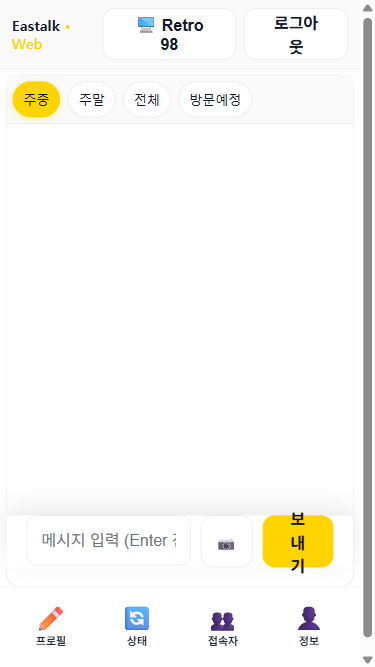 Eastalk •
Web
🖥️ Retro
98
로그아
웃
주중
주말
전체
방문예정
메시지 입력 (Enter 전
보
내
기
프로필
상태
접속자
정보